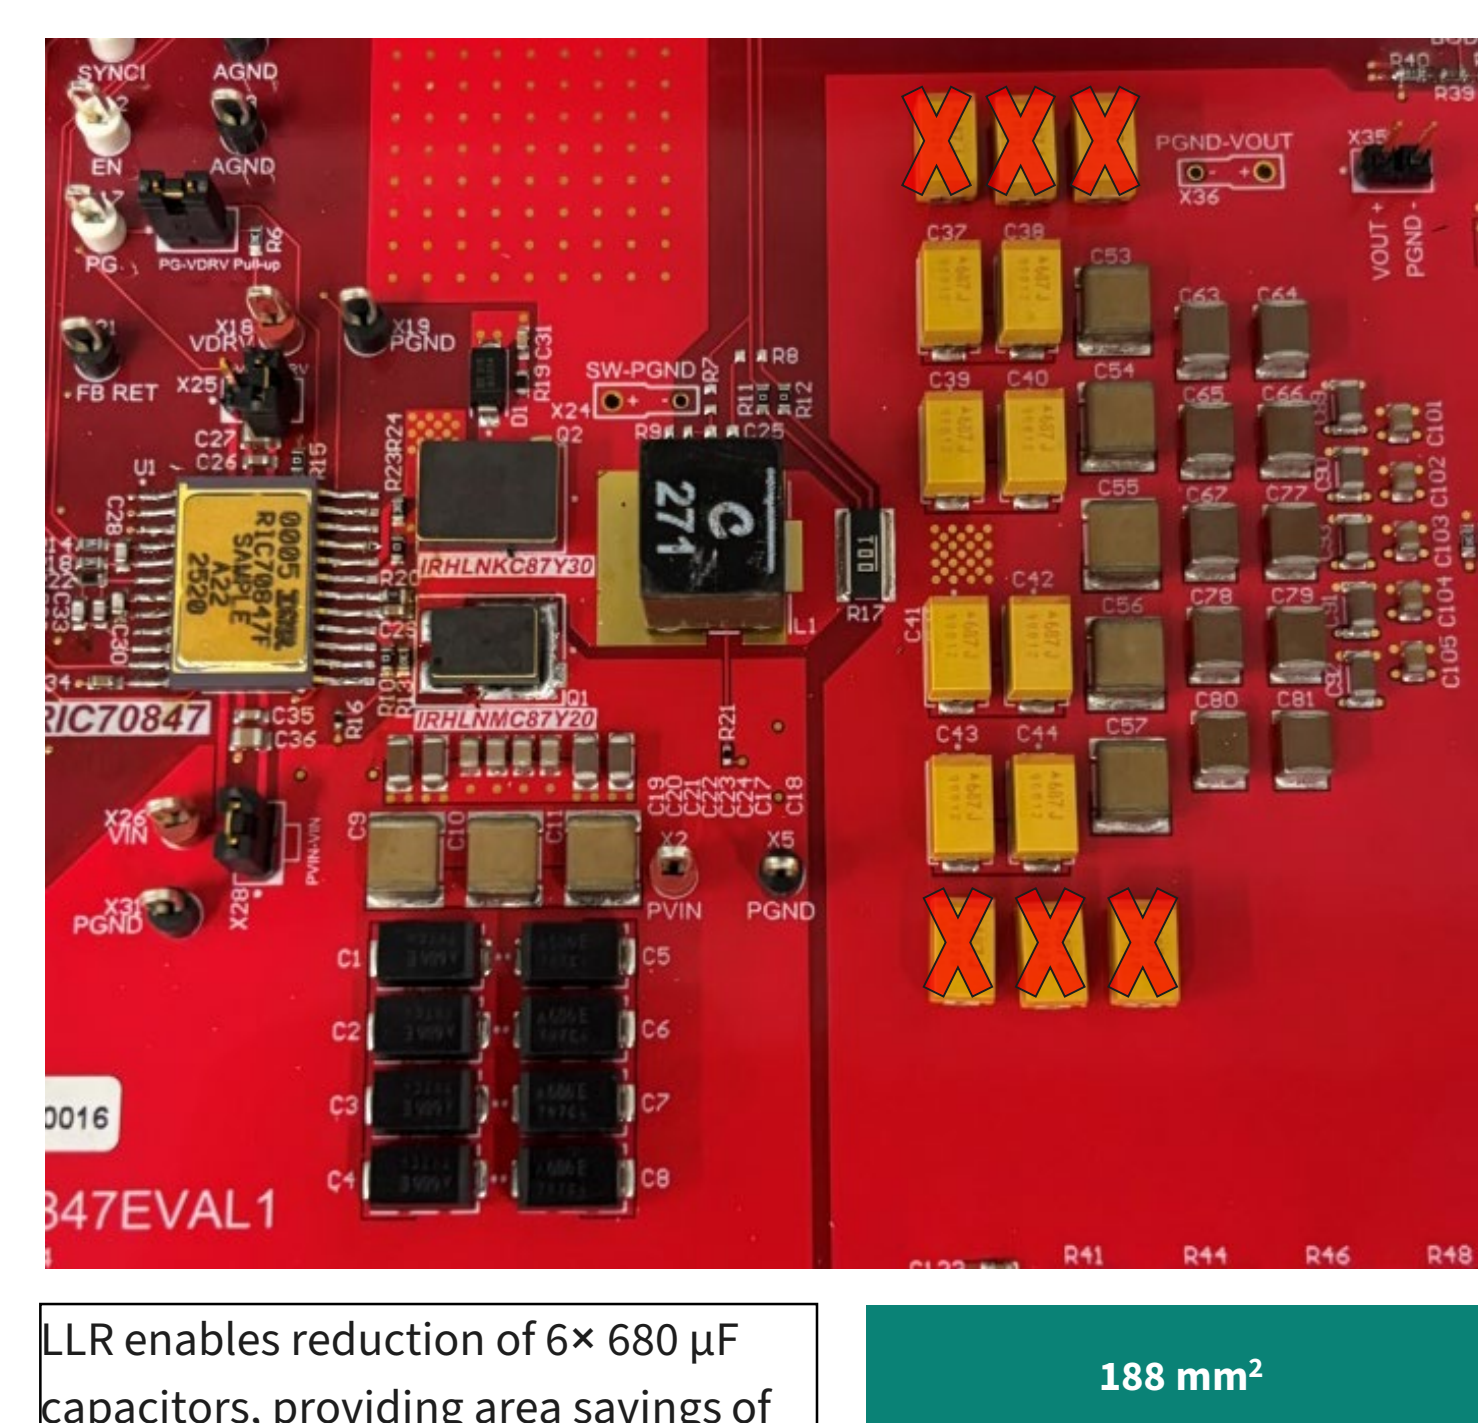 SYNCI
AGND
EN
AGND
PG
PG-VDRV Pull-up
R6
X18
VDRV
X19
PGND
FB RET
X25
C27
C26
R15
U1
C28
0005
RIC70847F
SAMPLE
A22
2520
C30
C33
RIC70847
C35
C36
R16
X26
VIN
PVIN-VIN
X28
X31
PGND
R19
C31
D1
Q2
R23
R24
IRHLNKC87Y30
R20
Q1
IRHLNMC87Y20
SW-PGND
X24
+ -
R7
R8
R11
R12
R9
C25
C
271
L1
R17
101
R21
C19
C20
C21
C22
C23
C24
C17
C18
C9
C10
C11
X2
PVIN
X5
PGND
C1
C5
C2
C6
C3
C7
C4
C8
0016
847EVAL1
PGND-VOUT
- +
X36
X35
VOUT +
PGND -
R40
R39
C37
C38
C53
C63
C64
C39
C40
C54
C65
C66
C101
C102
C55
C67
C77
C103
C42
C41
C56
C78
C79
C104
C105
C43
C44
C57
C80
C81
R41
R44
R46
R48
LLR enables reduction of 6× 680 µF
capacitors, providing area savings of
188 mm²